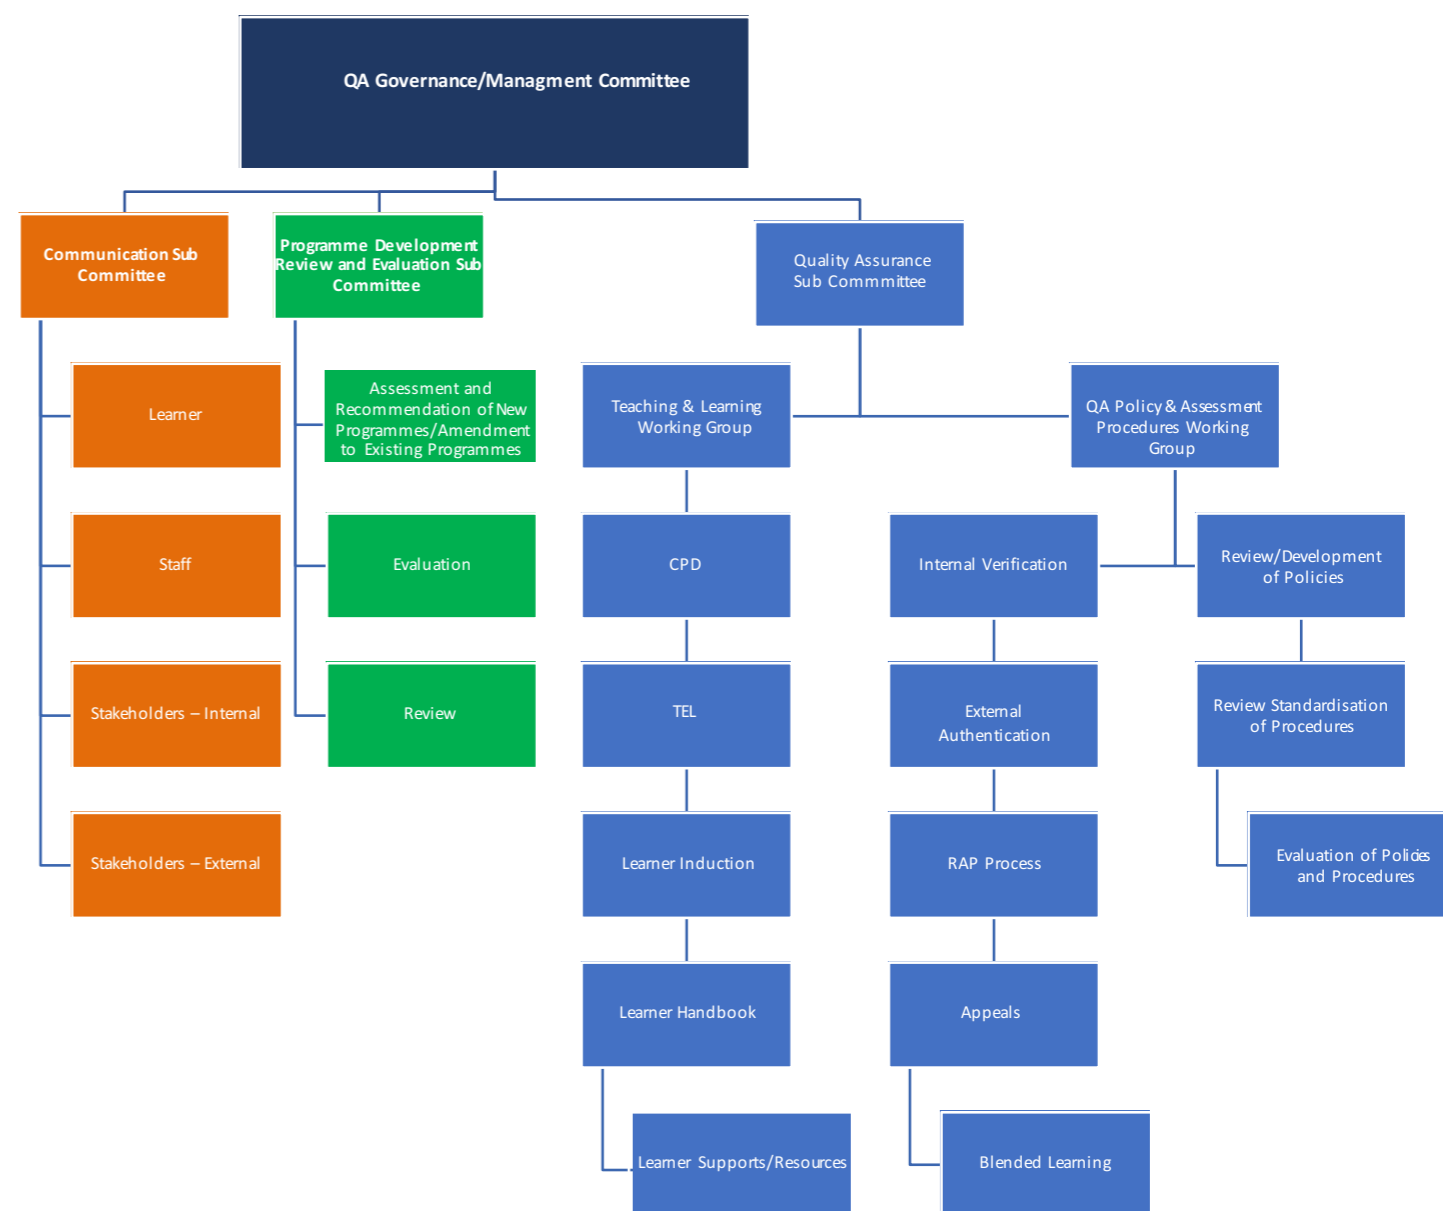 QA Governance/Managment Committee
Communication Sub
Committee
Programme Development
Review and Evaluation Sub
Committee
Quality Assurance
Sub Commmittee
Learner
Staff
Stakeholders – Internal
Stakeholders – External
Assessment and
Recommendation of New
Programmes/Amendment
to Existing Programmes
Evaluation
Review
Teaching & Learning
Working Group
CPD
TEL
Learner Induction
Learner Handbook
Learner Supports/Resources
QA Policy & Assessment
Procedures Working
Group
Internal Verification
External
Authentication
RAP Process
Appeals
Blended Learning
Review/Development
of Policies
Review Standardisation
of Procedures
Evaluation of Policies
and Procedures